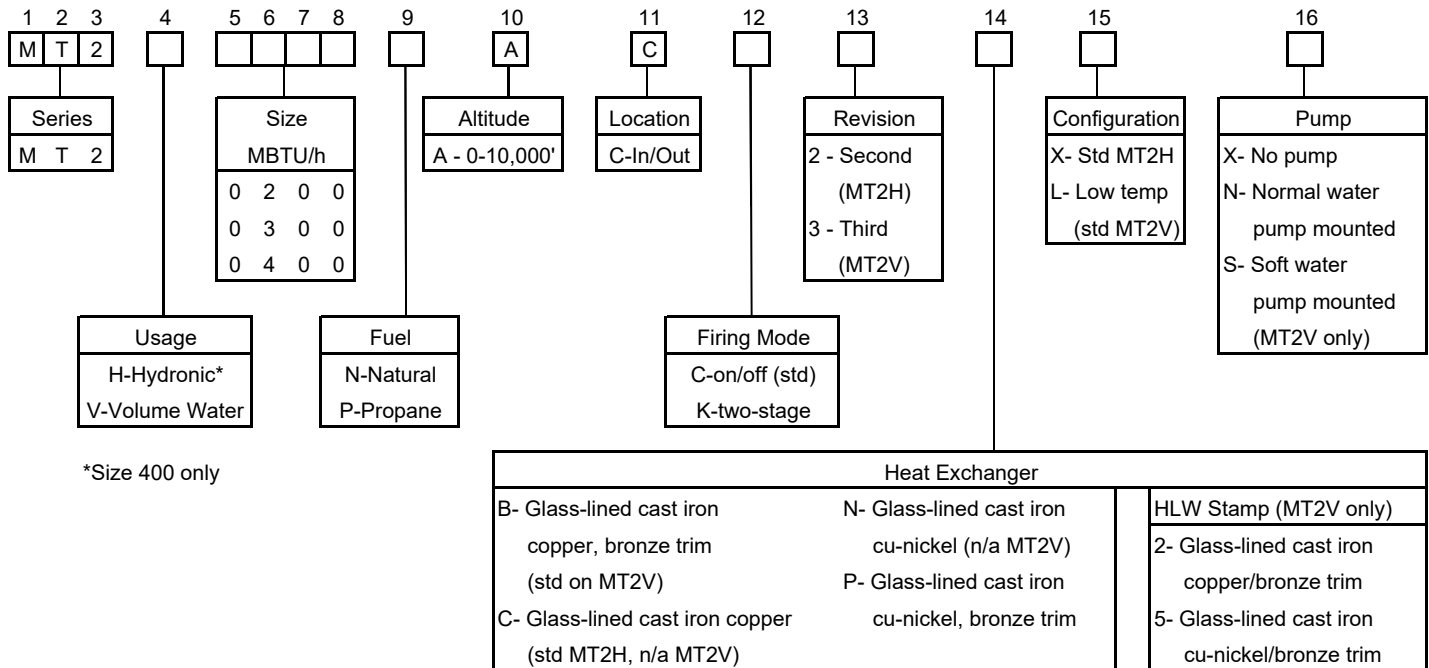 1 2 3 4 5 6 7 8 9 10 11 12 13 14 15 16
M T 2 A C
Series
M T 2
Size
MBTU/h
0 2 0 0
0 3 0 0
0 4 0 0
Altitude
A - 0-10,000'
Location
C-In/Out
Revision
2 - Second
(MT2H)
3 - Third
(MT2V)
Configuration
X- Std MT2H
L- Low temp
(std MT2V)
Pump
X- No pump
N- Normal water
pump mounted
S- Soft water
pump mounted
(MT2V only)
Usage
H-Hydronic*
V-Volume Water
Fuel
N-Natural
P-Propane
Firing Mode
C-on/off (std)
K-two-stage
*Size 400 only
Heat Exchanger
B- Glass-lined cast iron
copper, bronze trim
(std on MT2V)
C- Glass-lined cast iron copper
(std MT2H, n/a MT2V)
N- Glass-lined cast iron
cu-nickel (n/a MT2V)
P- Glass-lined cast iron
cu-nickel, bronze trim
HLW Stamp (MT2V only)
2- Glass-lined cast iron
copper/bronze trim
5- Glass-lined cast iron
cu-nickel/bronze trim